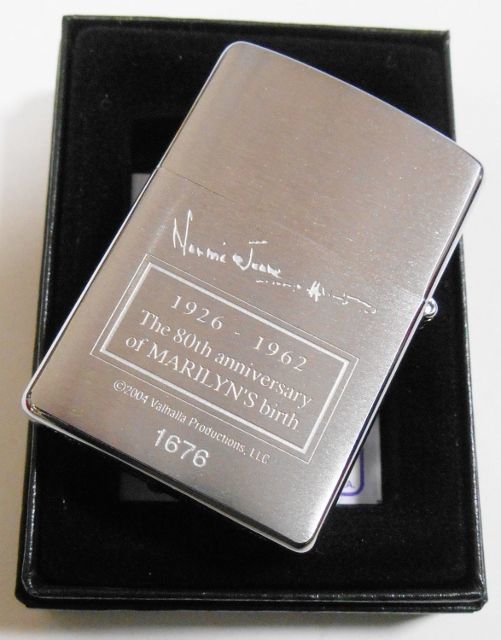 Norma Jeane
1926 - 1962
The 80th anniversary
of MARILYN'S birth
©2004 Valhalla Productions, LLC
1676